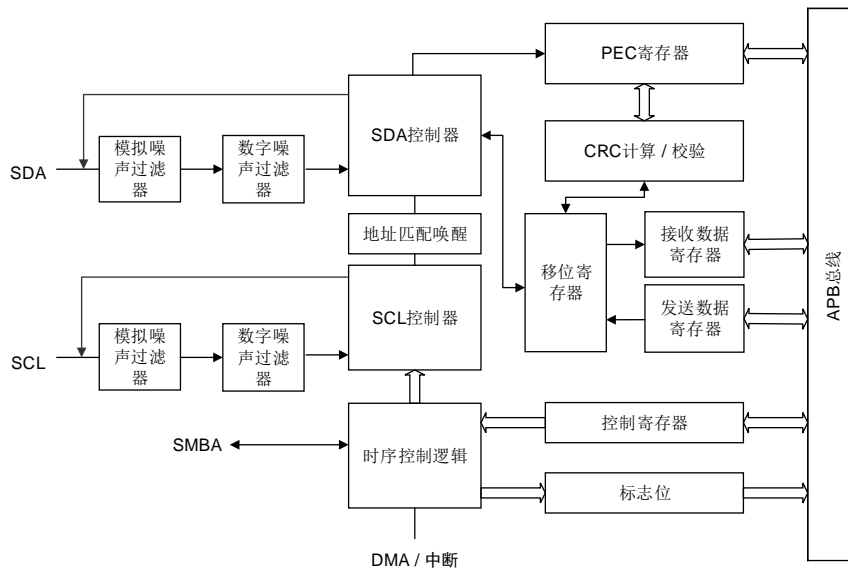 PEC寄存器
SDA控制器
CRC计算 / 校验
SDA
模拟噪
声过滤
器
数字噪
声过滤
器
地址匹配唤醒
移位寄
存器
接收数据
寄存器
发送数据
寄存器
APB总线
SCL控制器
SCL
模拟噪
声过滤
器
数字噪
声过滤
器
SMBA
时序控制逻辑
控制寄存器
标志位
DMA / 中断